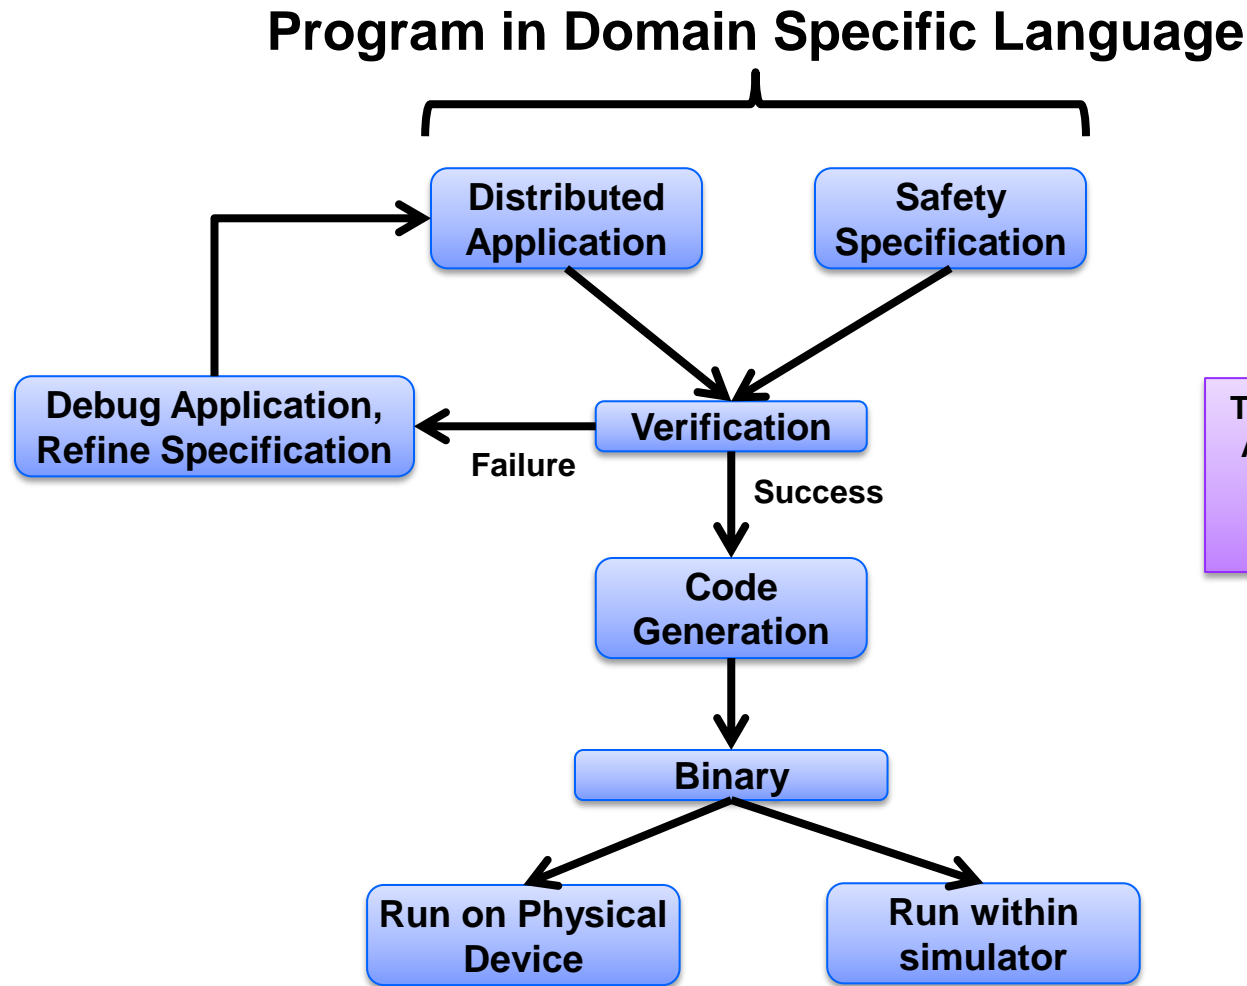 Program in Domain Specific Language
Distributed
Application
Safety
Specification
Debug Application,
Refine Specification
Verification
Failure
Success
Code
Generation
Binary
Run on Physical
Device
Run within
simulator